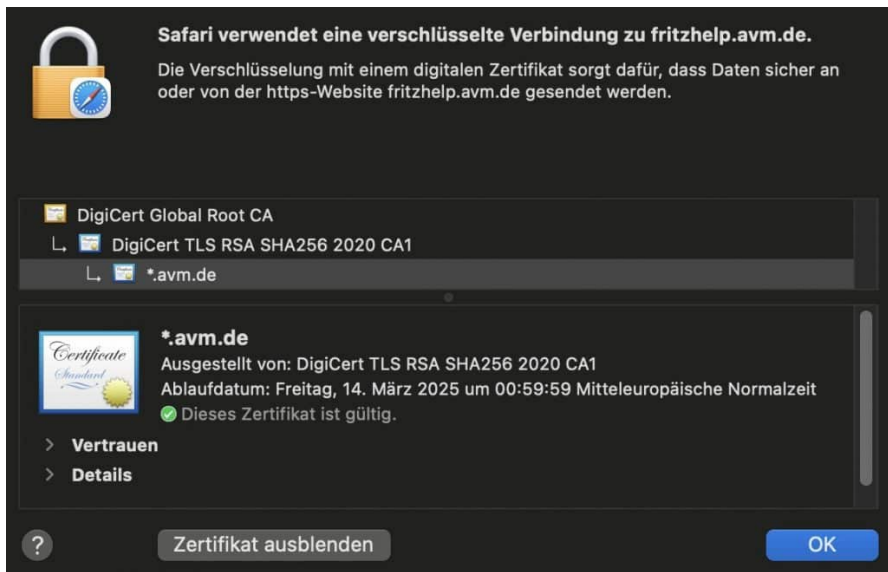 Safari verwendet eine verschlüsselte Verbindung zu fritzhelp.avm.de.
Die Verschlüsselung mit einem digitalen Zertifikat sorgt dafür, dass Daten sicher an
oder von der https-Website fritzhelp.avm.de gesendet werden.
DigiCert Global Root CA
DigiCert TLS RSA SHA256 2020 CA1
*.avm.de
Certificate
Standard
*.avm.de
Ausgestellt von: DigiCert TLS RSA SHA256 2020 CA1
Ablaufdatum: Freitag, 14. März 2025 um 00:59:59 Mitteleuropäische Normalzeit
Dieses Zertifikat ist gültig.
Vertrauen
Details
?
Zertifikat ausblenden
OK